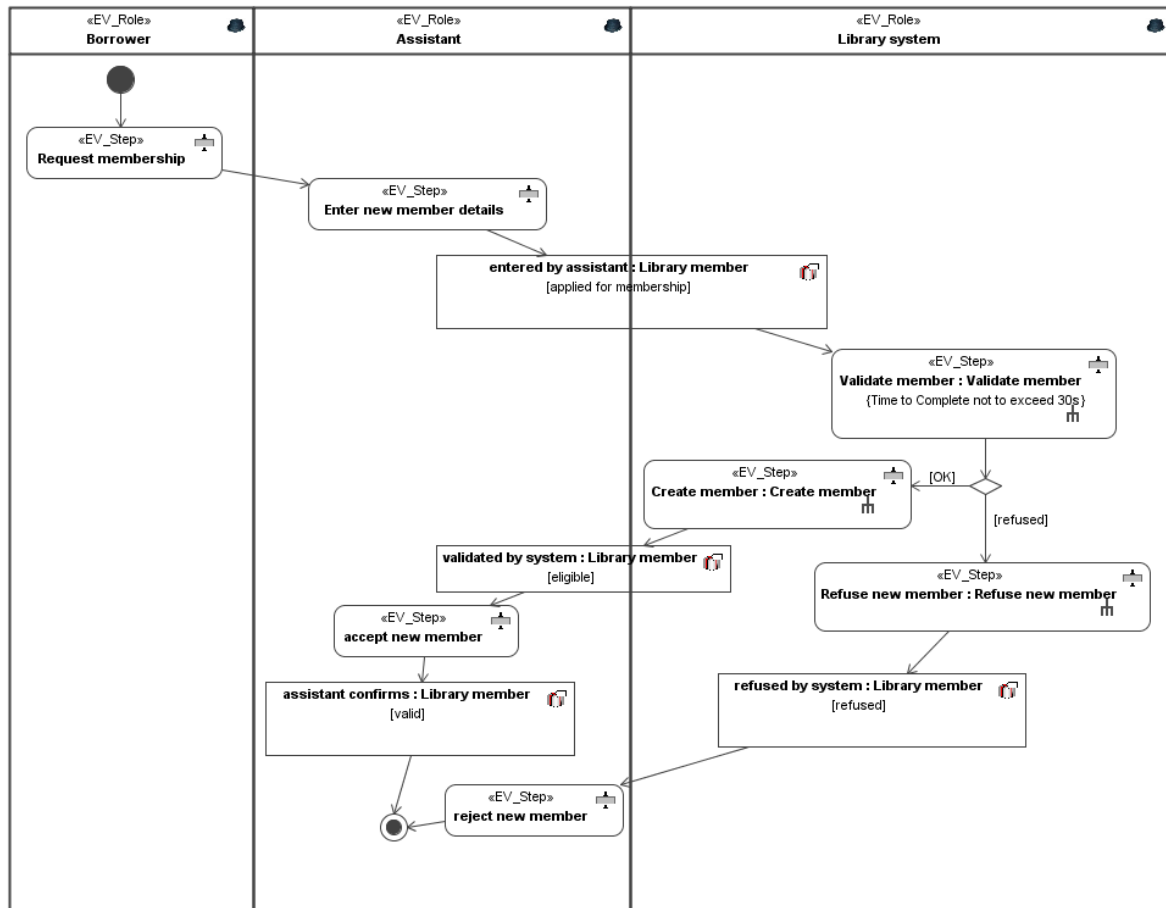 «EV_Role»
Borrower
«EV_Role»
Assistant
«EV_Role»
Library system
«EV_Step»
Request membership
«EV_Step»
Enter new member details
entered by assistant : Library member
[applied for membership]
«EV_Step»
Validate member : Validate member
{Time to Complete not to exceed 30s}
«EV_Step»
Create member : Create member
[OK]
[refused]
validated by system : Library member
[eligible]
«EV_Step»
Refuse new member : Refuse new member
«EV_Step»
accept new member
assistant confirms : Library member
[valid]
refused by system : Library member
[refused]
«EV_Step»
reject new member